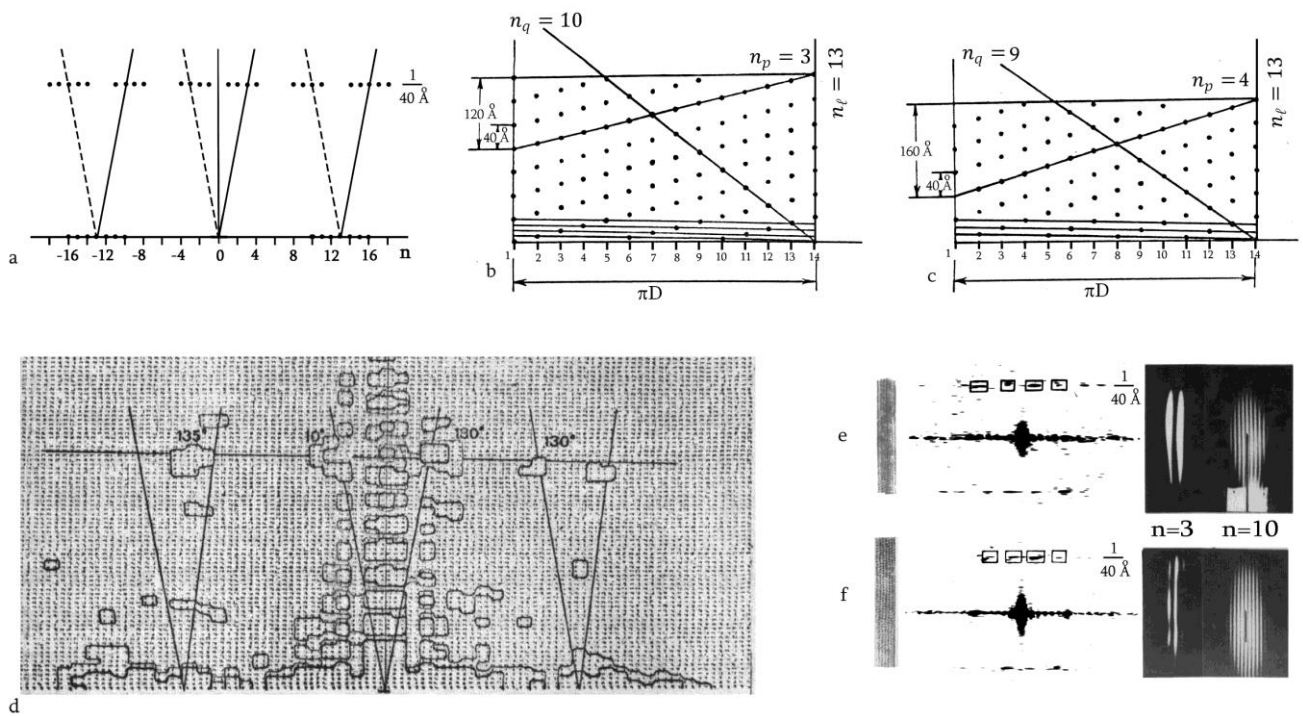 1
40 Å
-16 -12 -8 -4 0 4 8 12 16 n
a
n_q = 10
n_p = 3
n_ℓ = 13
120 Å
40 Å
1 2 3 4 5 6 7 8 9 10 11 12 13 14
b
πD
n_q = 9
n_p = 4
n_ℓ = 13
160 Å
40 Å
1 2 3 4 5 6 7 8 9 10 11 12 13 14
c
πD
135°
10°
130°
130°
d
e
1
40 Å
n=3 n=10
f
1
40 Å